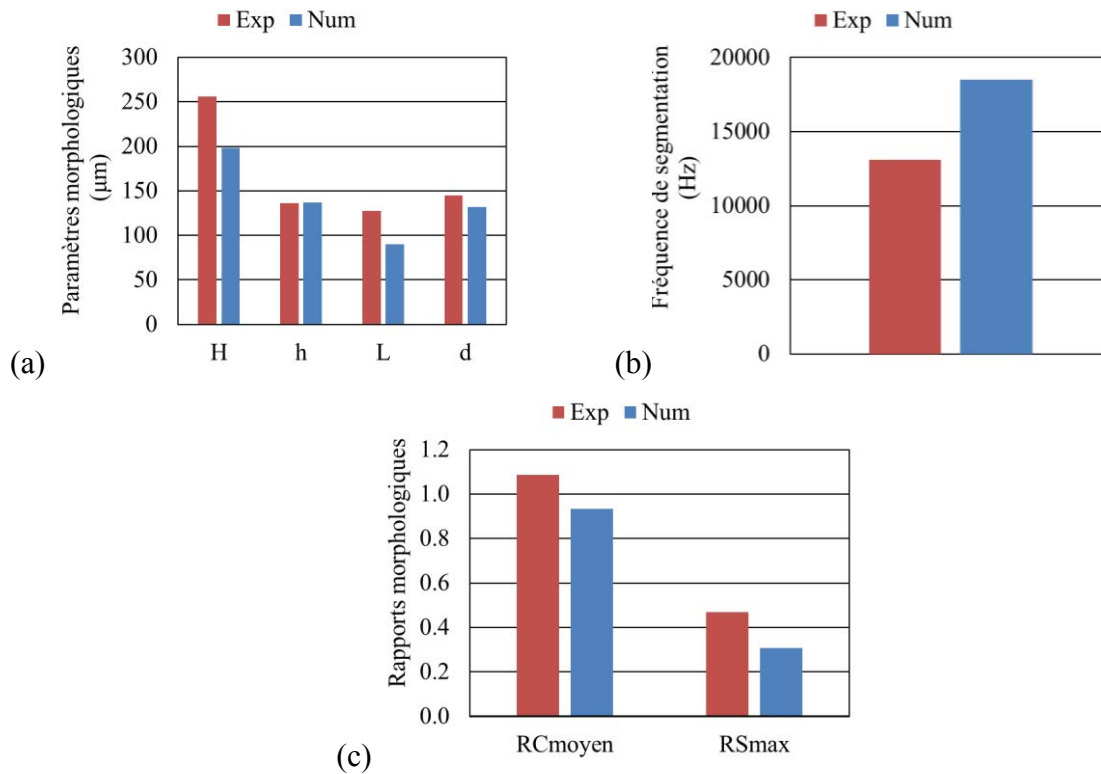 Exp Num
Paramètres morphologiques
(µm)
300
250
200
150
100
50
0
H h L d
(a)
Exp Num
Fréquence de segmentation
(Hz)
20000
15000
10000
5000
0
(b)
Exp Num
Rapports morphologiques
1.2
1.0
0.8
0.6
0.4
0.2
0.0
RCmoyen RSmax
(c)